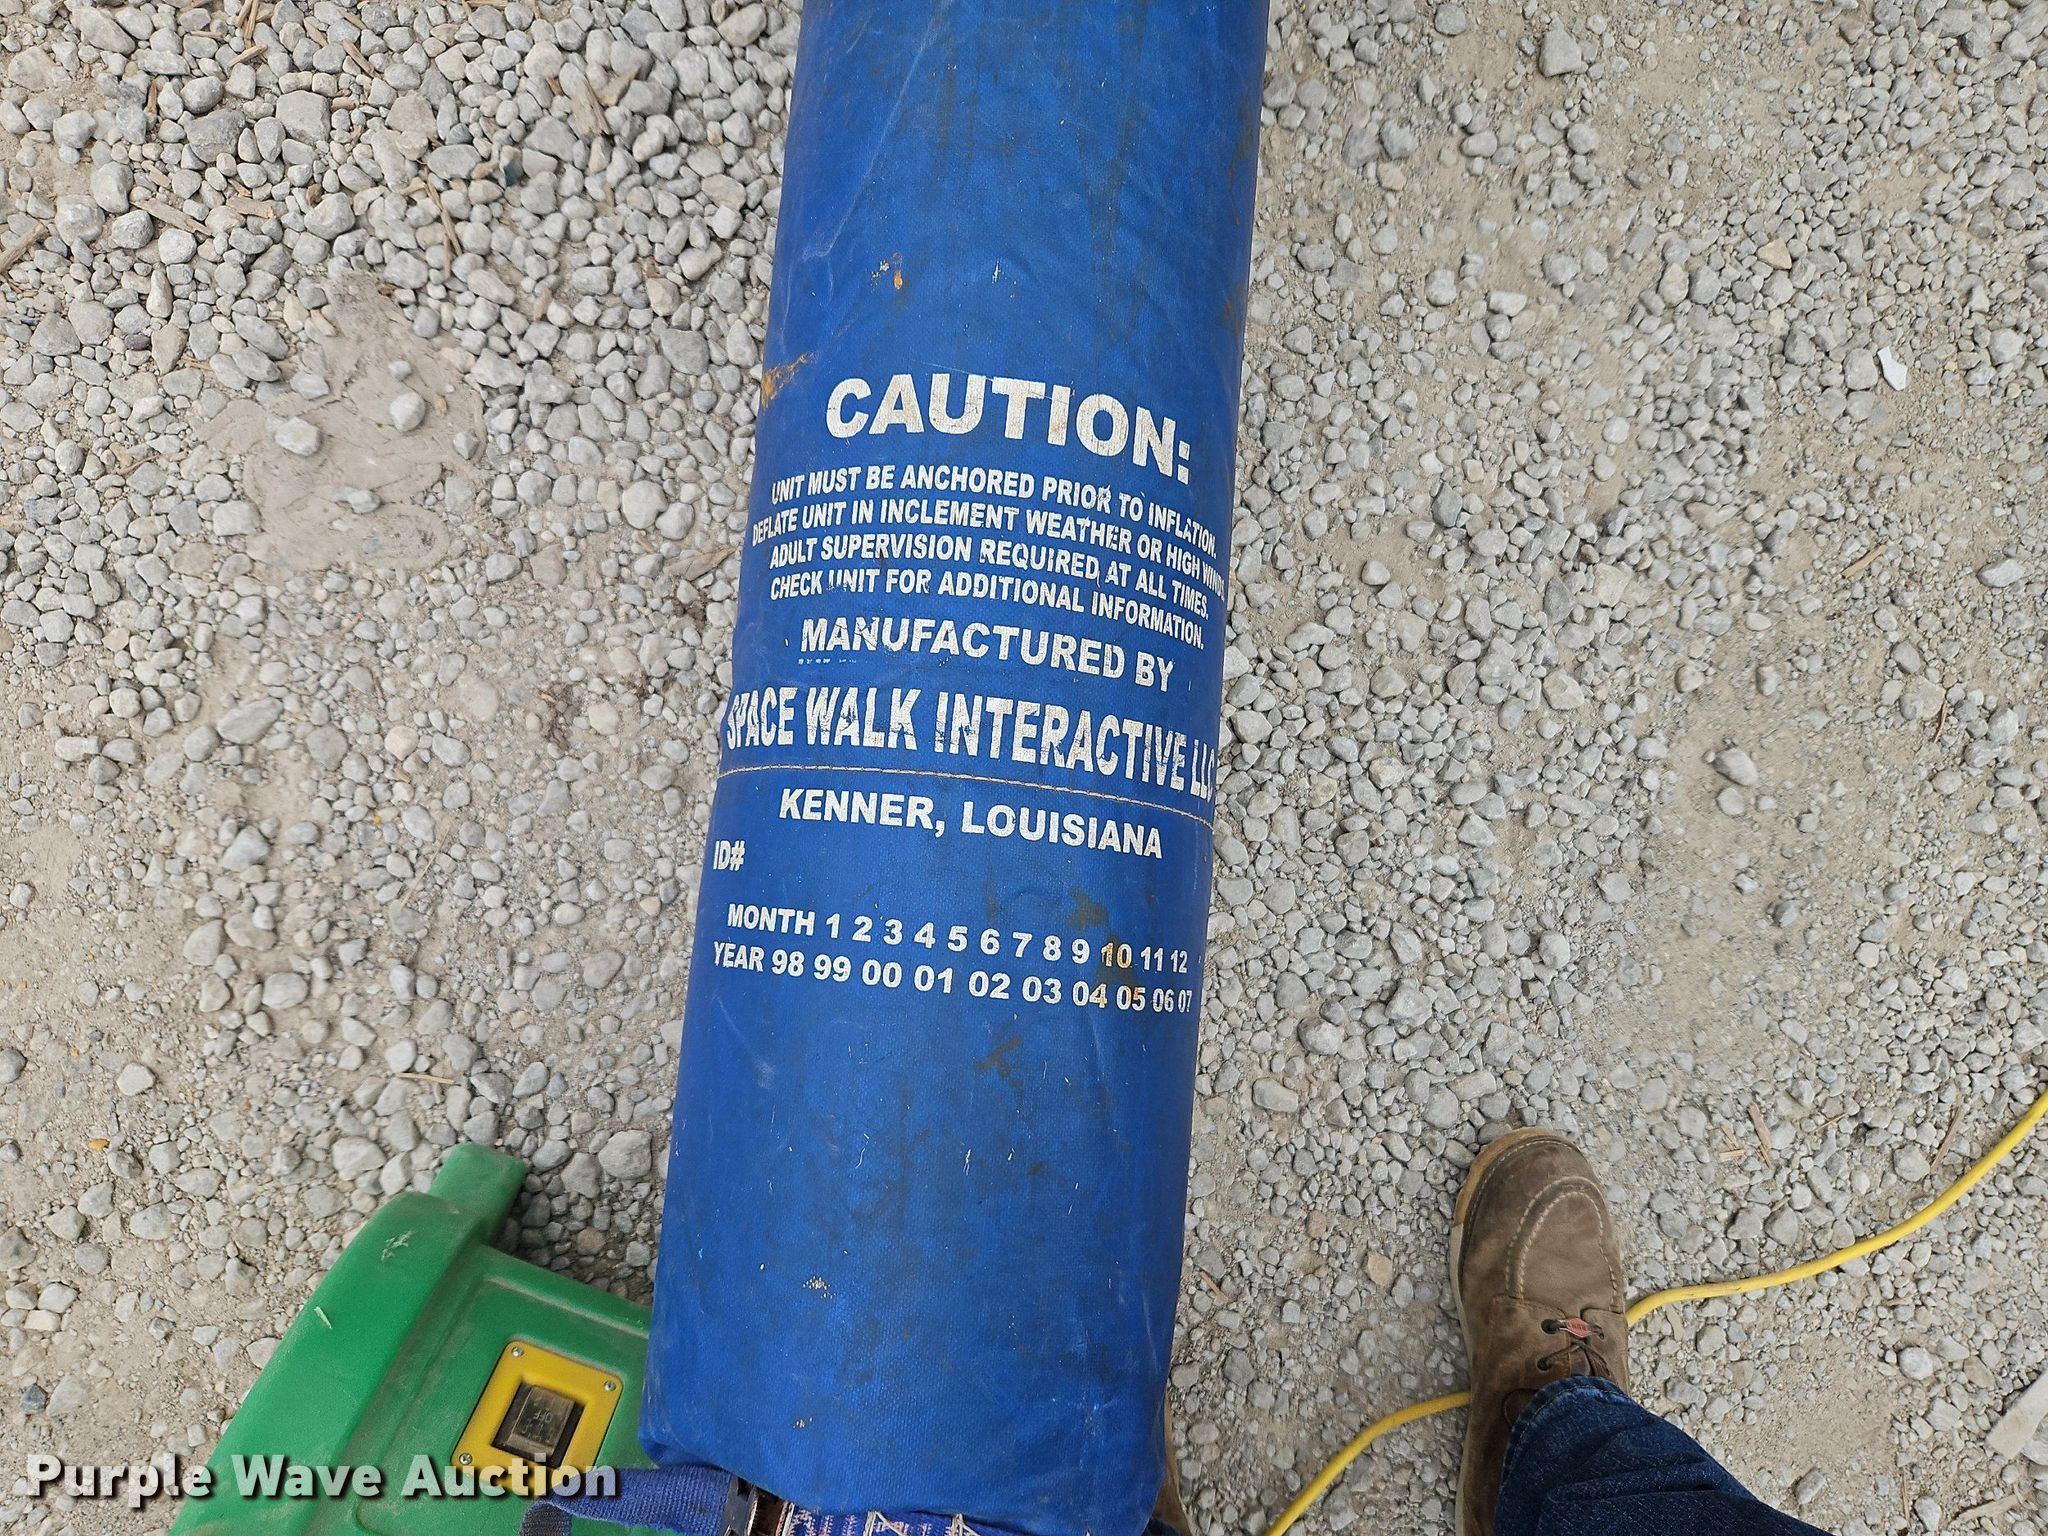 CAUTION:
UNIT MUST BE ANCHORED PRIOR TO INFLATION.
DEFLATE UNIT IN INCLEMENT WEATHER OR HIGH WINDS.
ADULT SUPERVISION REQUIRED AT ALL TIMES.
CHECK UNIT FOR ADDITIONAL INFORMATION.
MANUFACTURED BY
SPACE WALK INTERACTIVE LLC
KENNER, LOUISIANA
ID#
MONTH 1 2 3 4 5 6 7 8 9 10 11 12
YEAR 98 99 00 01 02 03 04 05 06 07
OFF
Purple Wave Auction